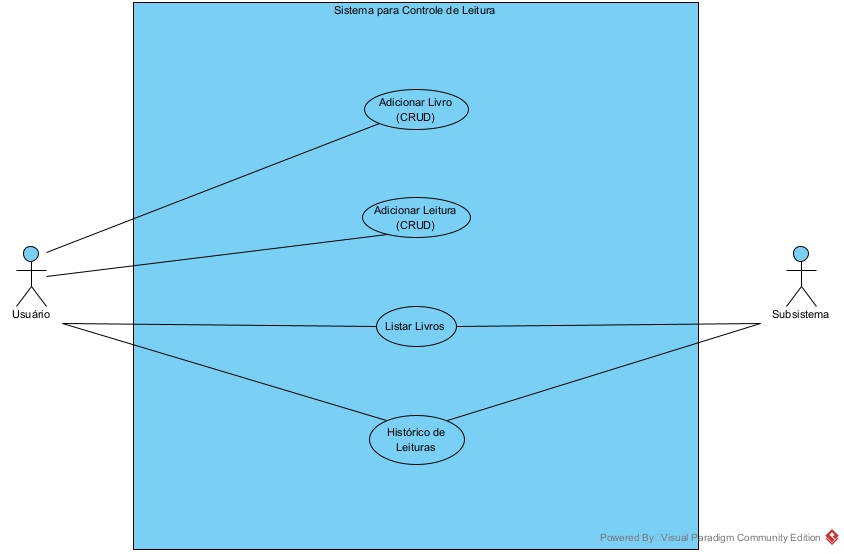 Sistema para Controle de Leitura
Adicionar Livro
(CRUD)
Adicionar Leitura
(CRUD)
Usuário
Subsistema
Listar Livros
Histórico de
Leituras
Powered By Visual Paradigm Community Edition